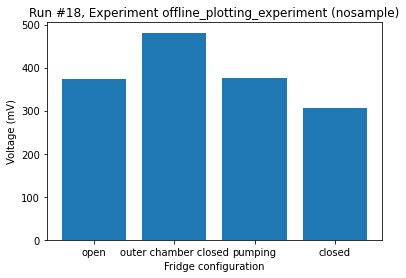 Run #18, Experiment offline_plotting_experiment (nosample)
500
400
300
200
100
0
Voltage (mV)
open outer chamber closed pumping closed
Fridge configuration